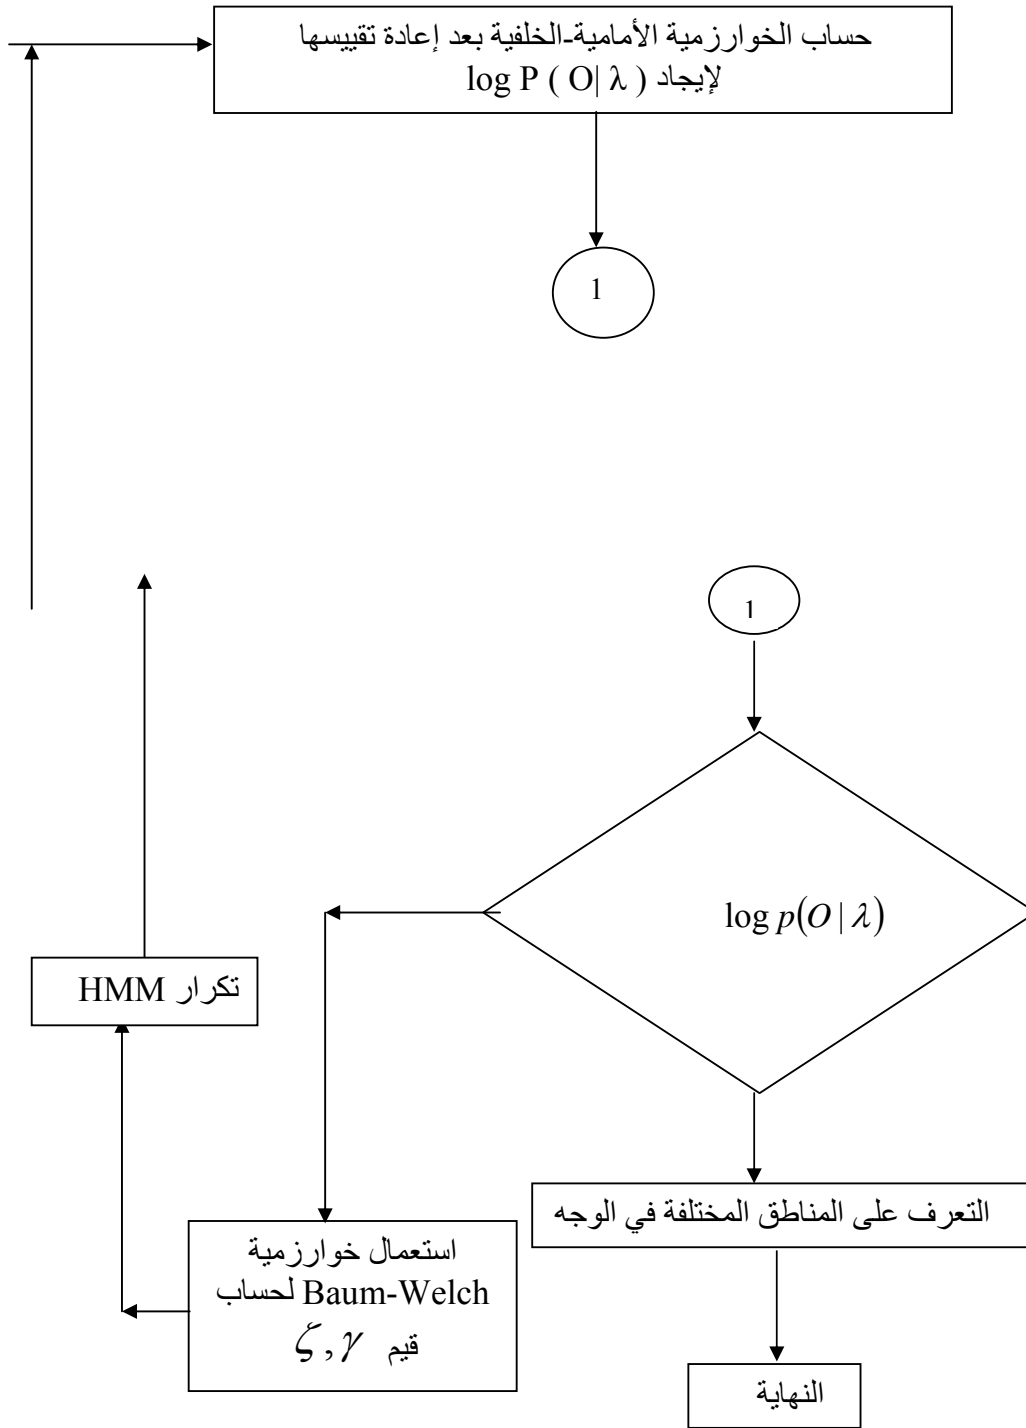 حساب الخوارزمية الأمامية-الخلفية بعد إعادة تقييسها
لإيجاد log P ( O| λ )
1
1
log p(O | λ)
تكرار HMM
التعرف على المناطق المختلفة في الوجه
استعمال خوارزمية
Baum-Welch لحساب
قيم ζ , γ
النهاية